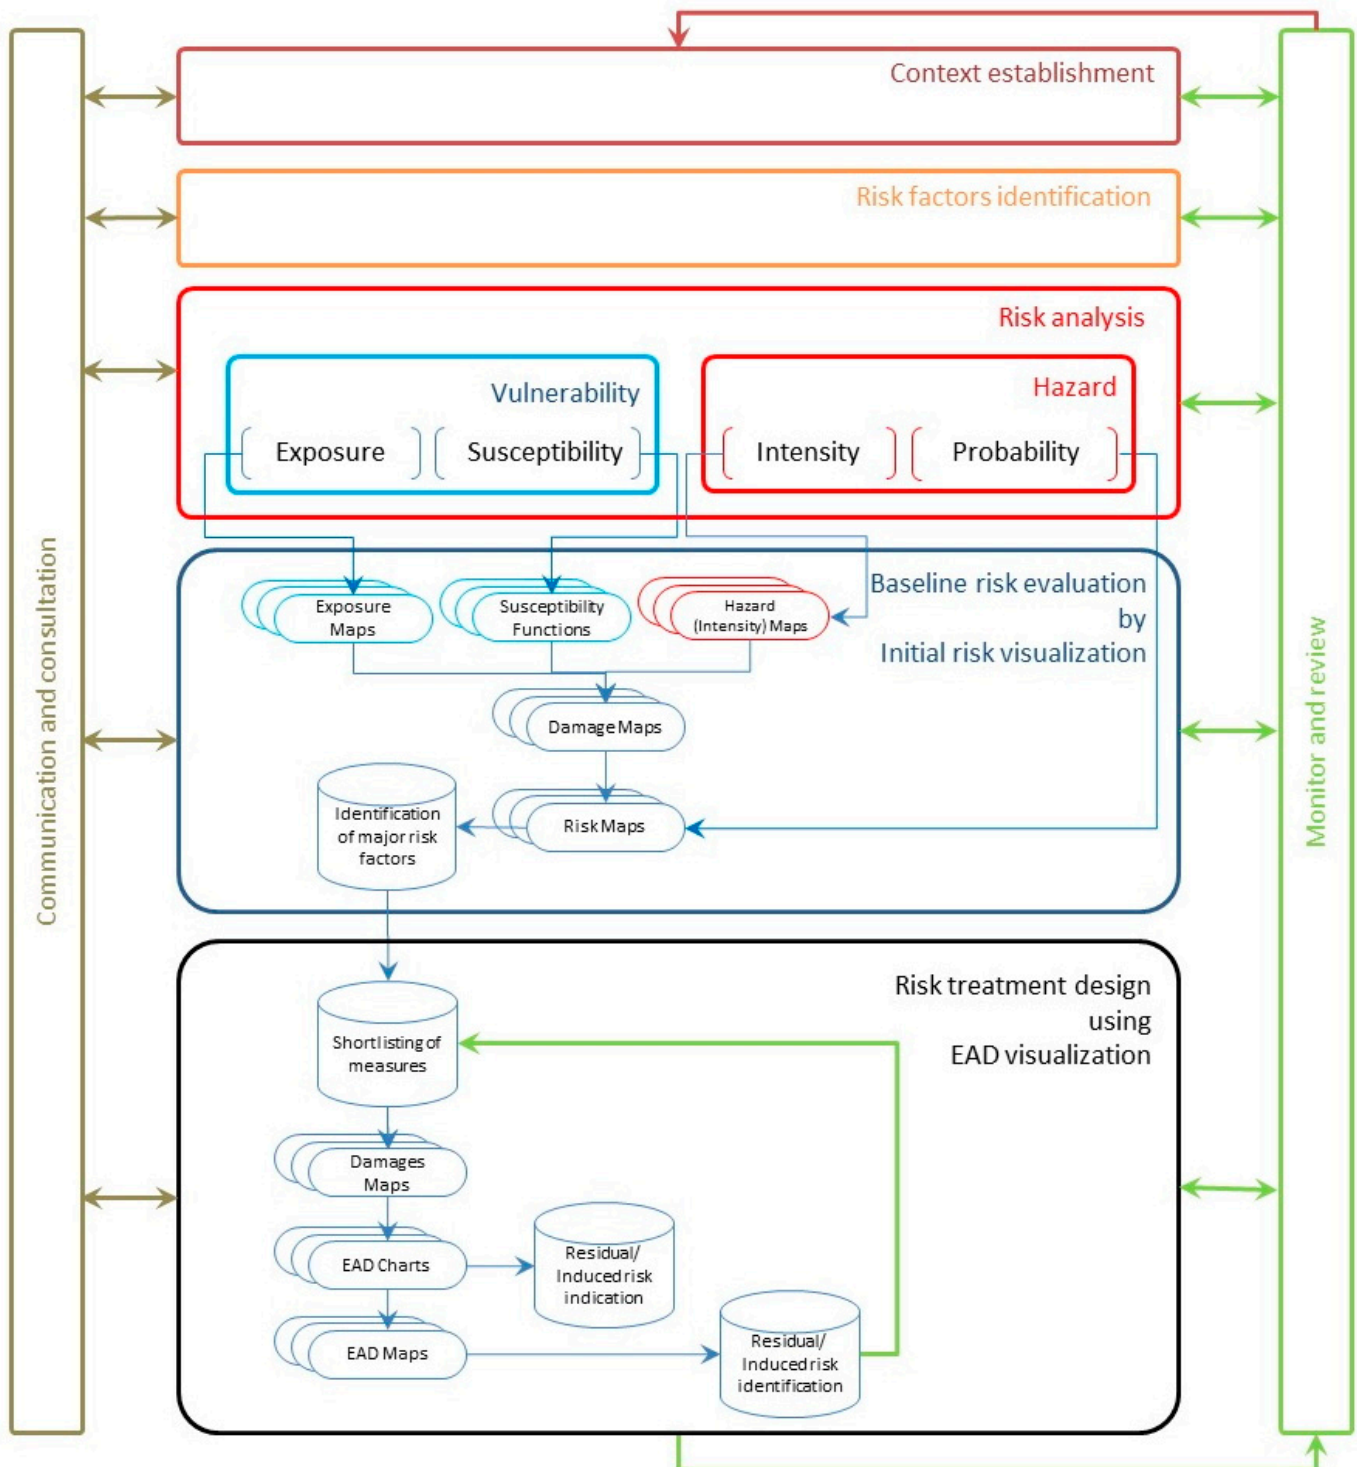 Context establishment
Risk factors identification
Risk analysis
Vulnerability
Hazard
Exposure
Susceptibility
Intensity
Probability
Communication and consultation
Monitor and review
Baseline risk evaluation
by
Initial risk visualization
Exposure
Maps
Susceptibility
Functions
Hazard
(Intensity) Maps
Damage Maps
Risk Maps
Identification
of major risk
factors
Risk treatment design
using
EAD visualization
Shortlisting of
measures
Damages
Maps
EAD Charts
Residual/
Induced risk
indication
EAD Maps
Residual/
Induced risk
identification